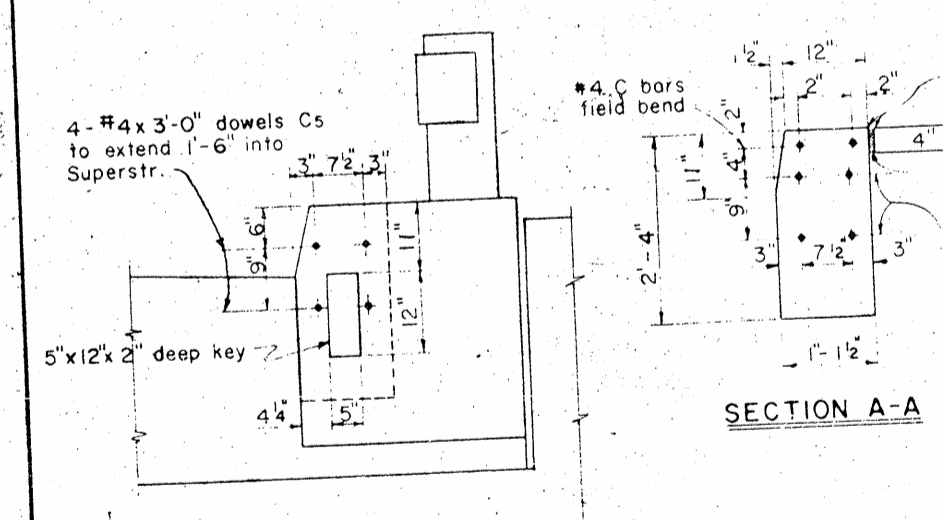 4-#4x 3'-0" dowels C5
to extend 1'-6" into
Superstr.
3" 7½" 3"
6"
9"
11"
12"
5"x12"x 2" deep key
4¼"
5"
#4 C bars
field bend
½" 12"
2" 2"
2"
4"
11"
9"
2'-4"
4"
3" 7½" 3"
1"-1½"
SECTION A-A